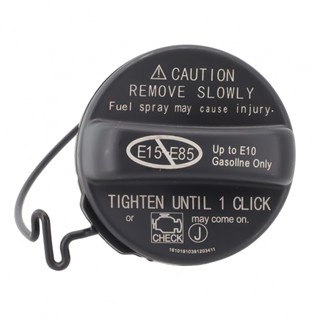 ⚠ CAUTION
REMOVE SLOWLY
Fuel spray may cause injury.
E15-E85 Up to E10
Gasoline Only
TIGHTEN UNTIL 1 CLICK
or CHECK J may come on.